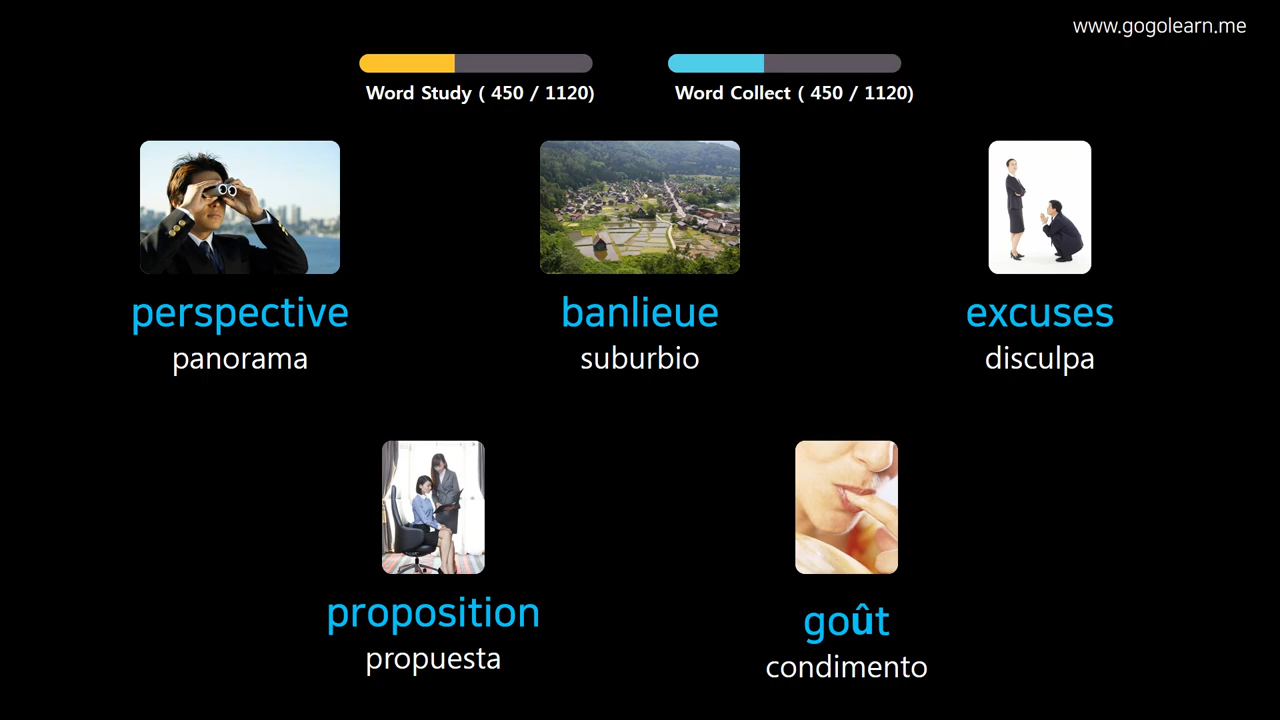 www.gogolearn.me
Word Study ( 450 / 1120)
Word Collect ( 450 / 1120)
perspective
panorama
banlieue
suburbio
excuses
disculpa
proposition
propuesta
goût
condimento